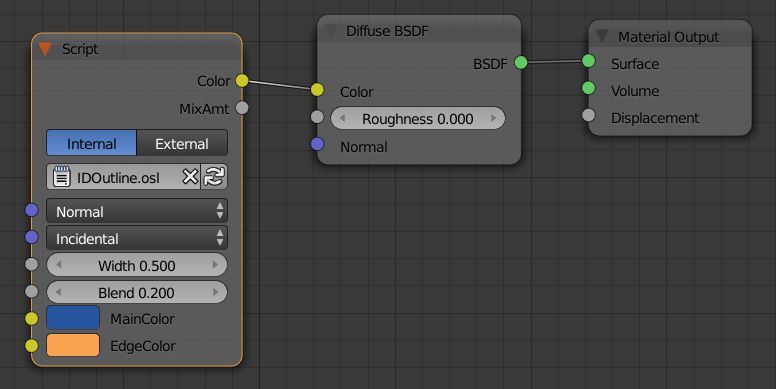 Script
Color
MixAmt
Internal External
IDOutline.osl
Normal
Incidental
Width 0.500
Blend 0.200
MainColor
EdgeColor
Diffuse BSDF
BSDF
Color
Roughness 0.000
Normal
Material Output
Surface
Volume
Displacement